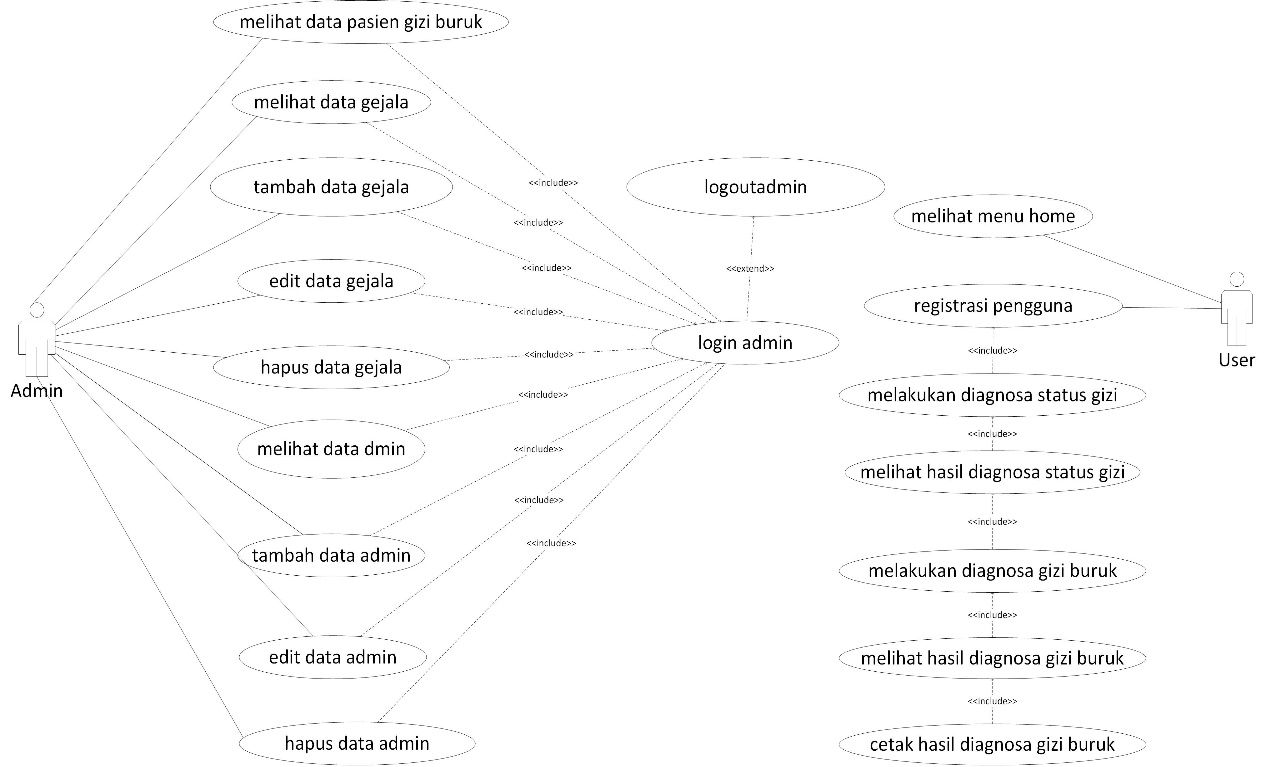 melihat data pasien gizi buruk
melihat data gejala
tambah data gejala
edit data gejala
hapus data gejala
melihat data dmin
tambah data admin
edit data admin
hapus data admin
Admin
<<include>>
<<include>>
<<include>>
<<include>>
<<include>>
<<include>>
<<include>>
<<include>>
<<include>>
logoutadmin
<<extend>>
login admin
melihat menu home
registrasi pengguna
<<include>>
melakukan diagnosa status gizi
<<include>>
melihat hasil diagnosa status gizi
<<include>>
melakukan diagnosa gizi buruk
<<include>>
melihat hasil diagnosa gizi buruk
<<include>>
cetak hasil diagnosa gizi buruk
User